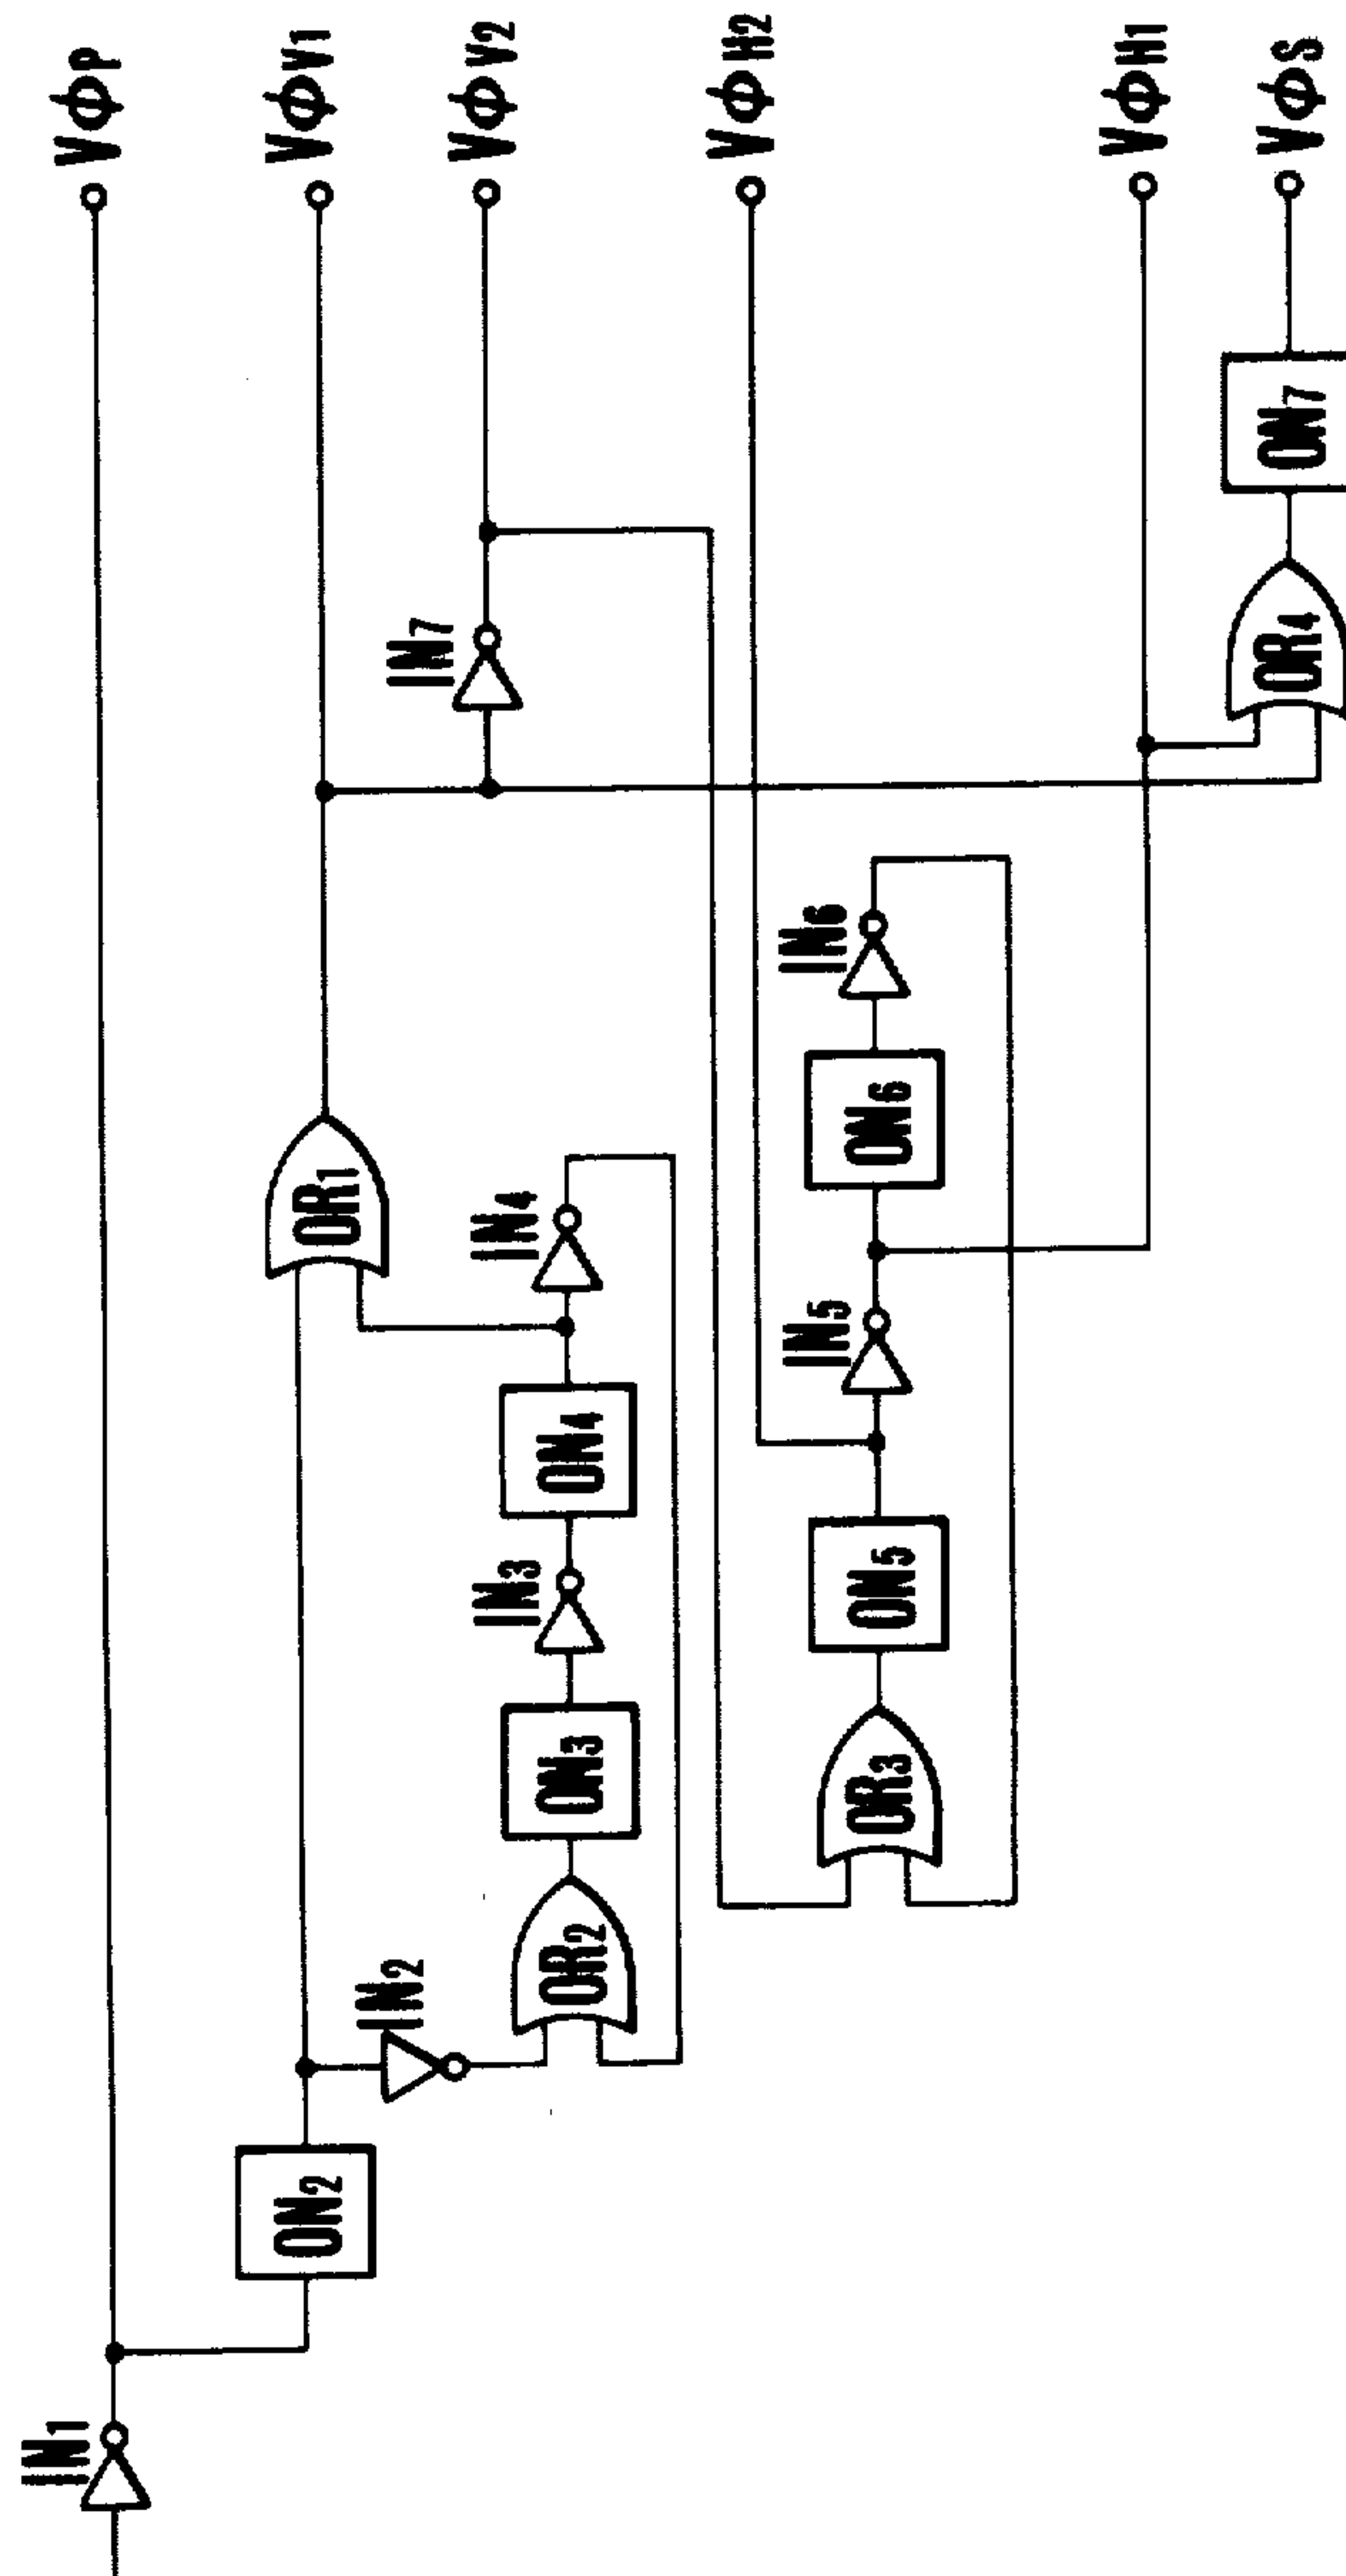 VΦP
VΦV1
VΦV2
VΦH2
VΦH1
VΦS
IN1
ON2
IN2
OR1
OR2
ON3
IN3
ON4
IN4
IN7
OR3
ON5
IN5
ON6
IN6
OR4
ON7